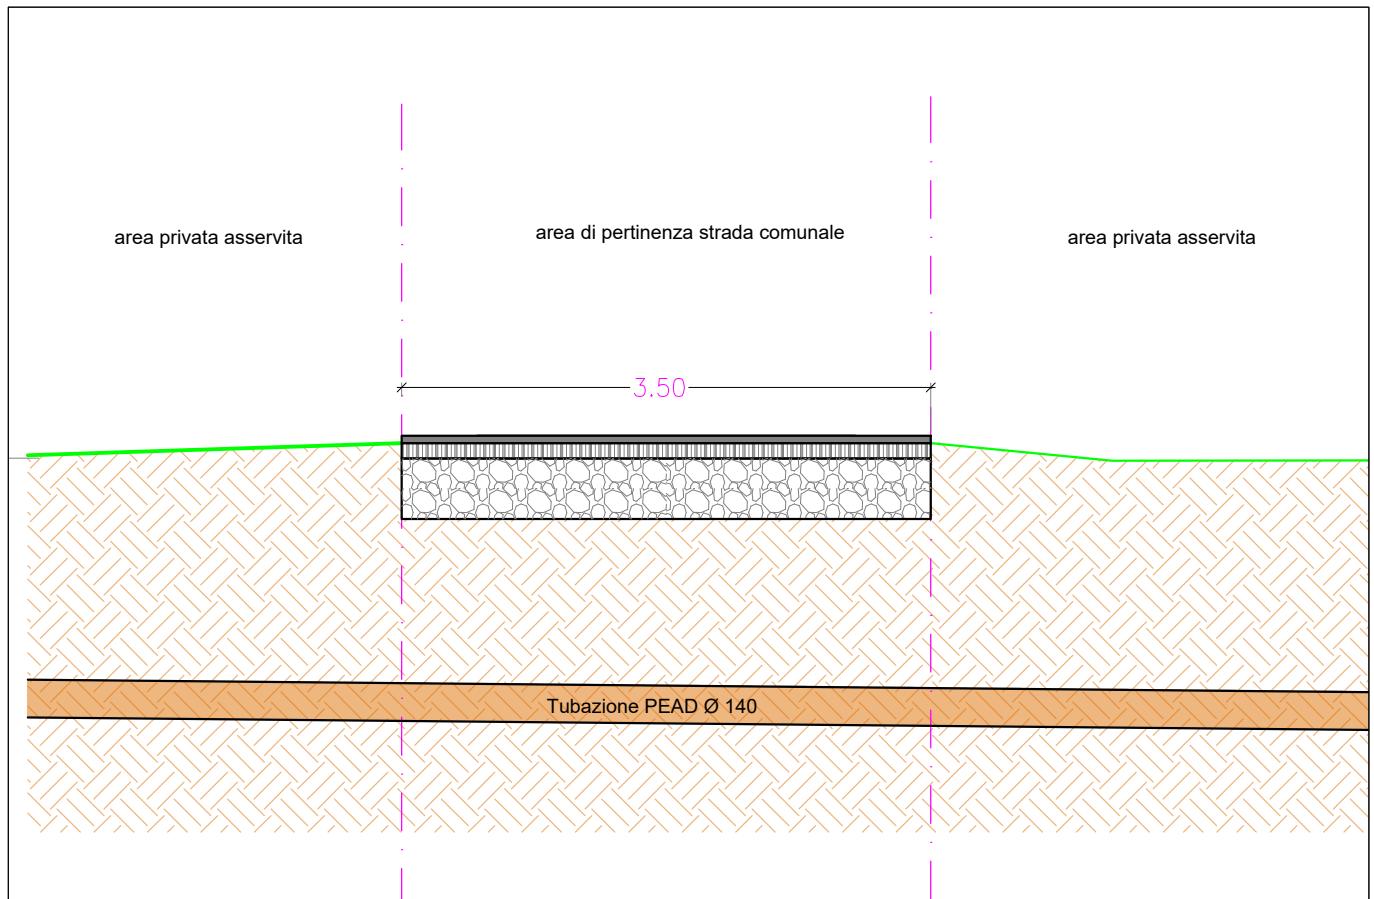 area privata asservita
area di pertinenza strada comunale
area privata asservita
3.50
Tubazione PEAD Ø 140